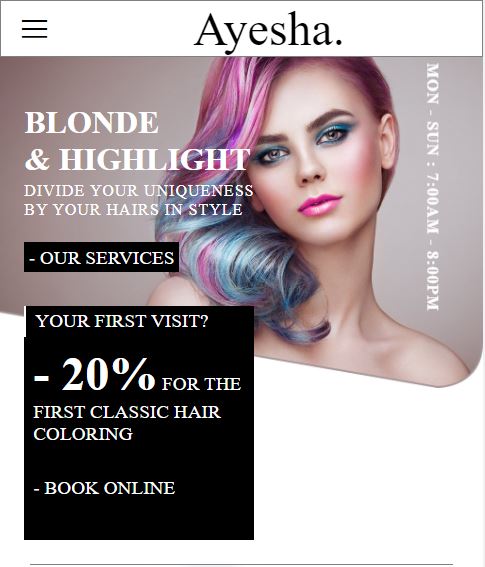 Ayesha.
BLONDE
& HIGHLIGHT
DIVIDE YOUR UNIQUENESS
BY YOUR HAIRS IN STYLE
- OUR SERVICES
MON - SUN : 7:00AM - 8:00PM
YOUR FIRST VISIT?
- 20% FOR THE
FIRST CLASSIC HAIR
COLORING
- BOOK ONLINE